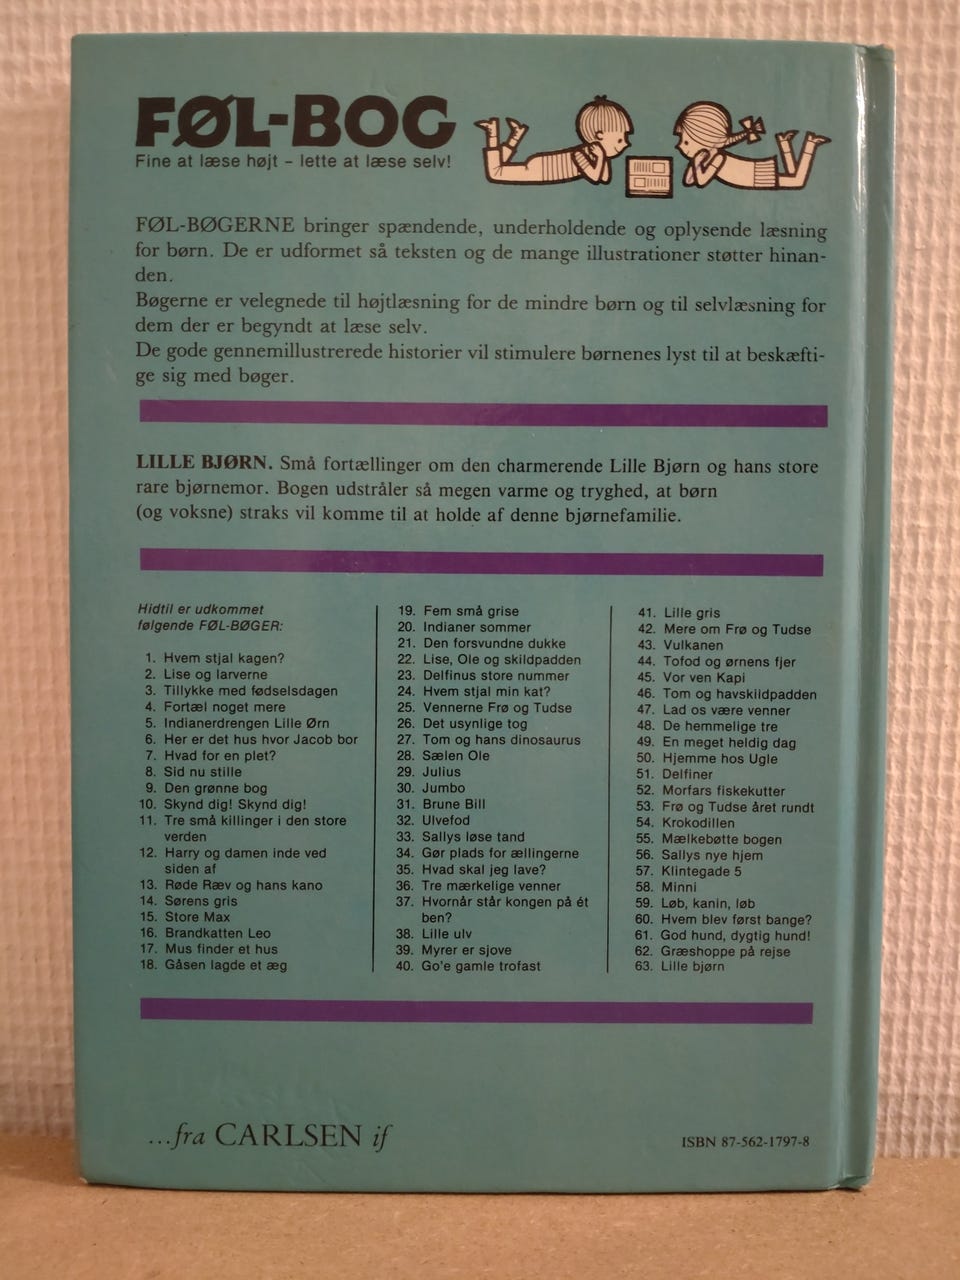 FØL-BOG
Fine at læse højt – lette at læse selv!
FØL-BØGERNE bringer spændende, underholdende og oplysende læsning
for børn. De er udformet så teksten og de mange illustrationer støtter hinan-
den.
Bøgerne er velegnede til højtlæsning for de mindre børn og til selvlæsning for
dem der er begyndt at læse selv.
De gode gennemillustrerede historier vil stimulere børnenes lyst til at beskæfti-
ge sig med bøger.
LILLE BJØRN. Små fortællinger om den charmerende Lille Bjørn og hans store
rare bjørnemor. Bogen udstråler så megen varme og tryghed, at børn
(og voksne) straks vil komme til at holde af denne bjørnefamilie.
Hidtil er udkommet
følgende FØL-BØGER:
1. Hvem stjal kagen?
2. Lise og larverne
3. Tillykke med fødselsdagen
4. Fortæl noget mere
5. Indianerdrengen Lille Ørn
6. Her er det hus hvor Jacob bor
7. Hvad for en plet?
8. Sid nu stille
9. Den grønne bog
10. Skynd dig! Skynd dig!
11. Tre små killinger i den store
verden
12. Harry og damen inde ved
siden af
13. Røde Ræv og hans kano
14. Sørens gris
15. Store Max
16. Brandkatten Leo
17. Mus finder et hus
18. Gåsen lagde et æg
19. Fem små grise
20. Indianer sommer
21. Den forsvundne dukke
22. Lise, Ole og skildpadden
23. Delfinus store nummer
24. Hvem stjal min kat?
25. Vennerne Frø og Tudse
26. Det usynlige tog
27. Tom og hans dinosaurus
28. Sælen Ole
29. Julius
30. Jumbo
31. Brune Bill
32. Ulvefod
33. Sallys løse tand
34. Gør plads for ællingerne
35. Hvad skal jeg lave?
36. Tre mærkelige venner
37. Hvornår står kongen på ét
ben?
38. Lille ulv
39. Myrer er sjove
40. Go'e gamle trofast
41. Lille gris
42. Mere om Frø og Tudse
43. Vulkanen
44. Tofod og ørnens fjer
45. Vor ven Kapi
46. Tom og havskildpadden
47. Lad os være venner
48. De hemmelige tre
49. En meget heldig dag
50. Hjemme hos Ugle
51. Delfiner
52. Morfars fiskekutter
53. Frø og Tudse året rundt
54. Krokodillen
55. Mælkebøtte bogen
56. Sallys nye hjem
57. Klintegade 5
58. Minni
59. Løb, kanin, løb
60. Hvem blev først bange?
61. God hund, dygtig hund!
62. Græshoppe på rejse
63. Lille bjørn
...fra CARLSEN if
ISBN 87-562-1797-8